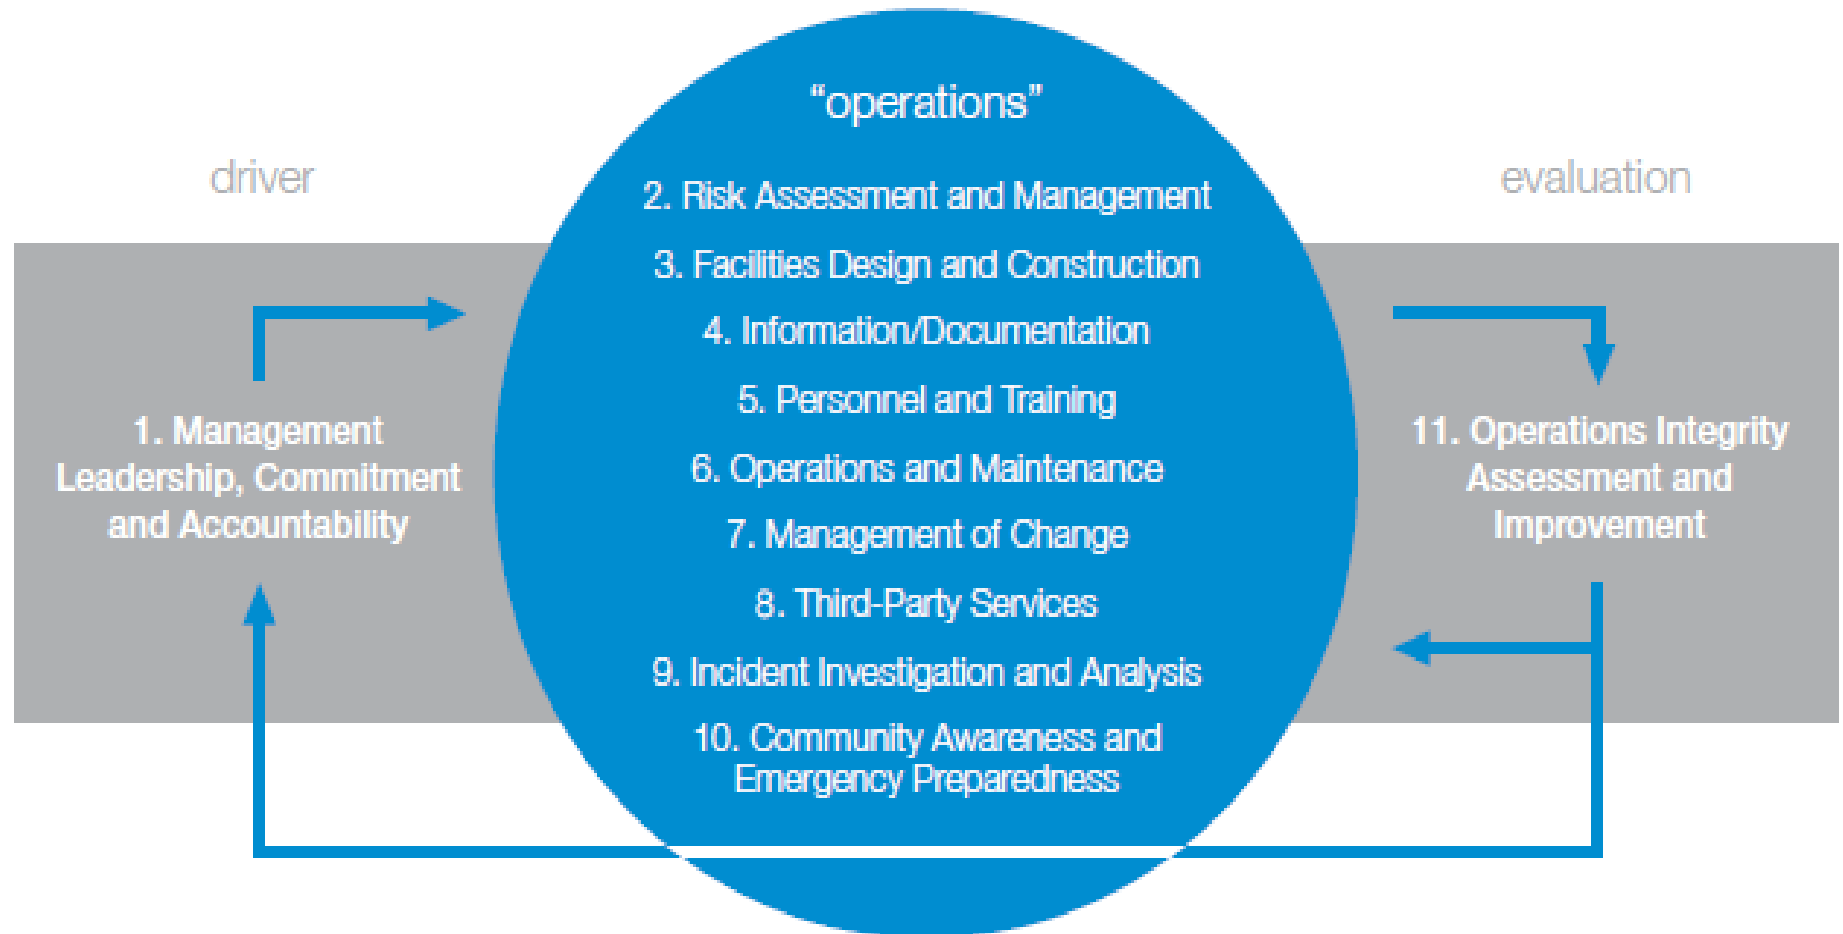 driver
1. Management
Leadership, Commitment
and Accountability
“operations”
2. Risk Assessment and Management
3. Facilities Design and Construction
4. Information/Documentation
5. Personnel and Training
6. Operations and Maintenance
7. Management of Change
8. Third-Party Services
9. Incident Investigation and Analysis
10. Community Awareness and
Emergency Preparedness
evaluation
11. Operations Integrity
Assessment and
Improvement